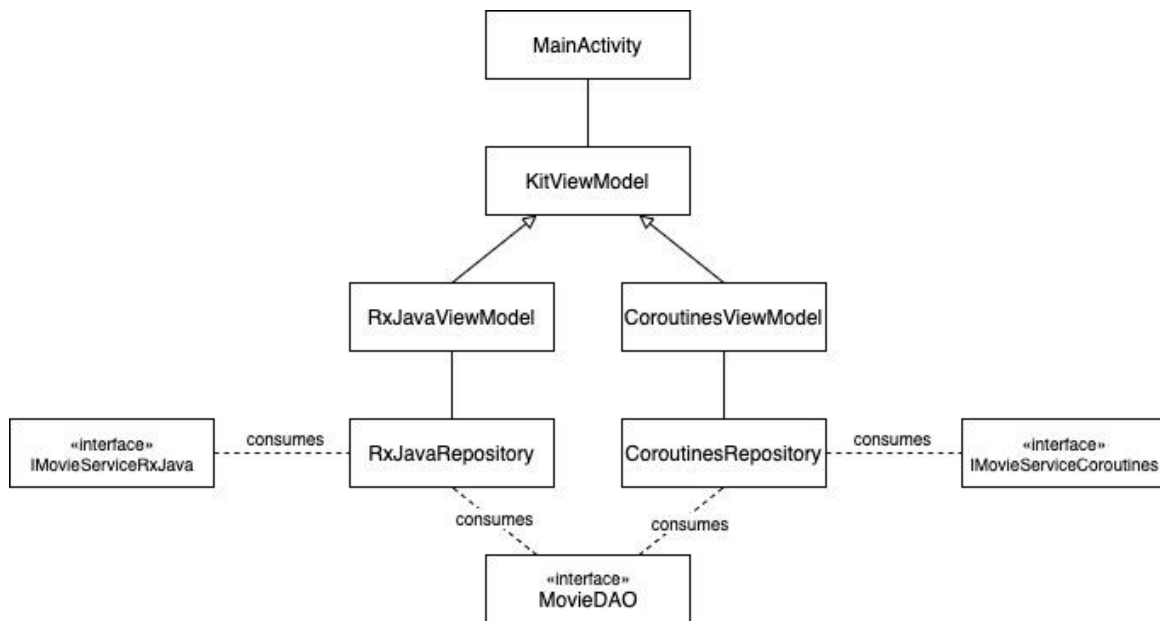 MainActivity
KitViewModel
RxJavaViewModel
CoroutinesViewModel
«interface»
IMovieServiceRxJava
consumes
RxJavaRepository
CoroutinesRepository
consumes
«interface»
IMovieServiceCoroutines
consumes
consumes
«interface»
MovieDAO